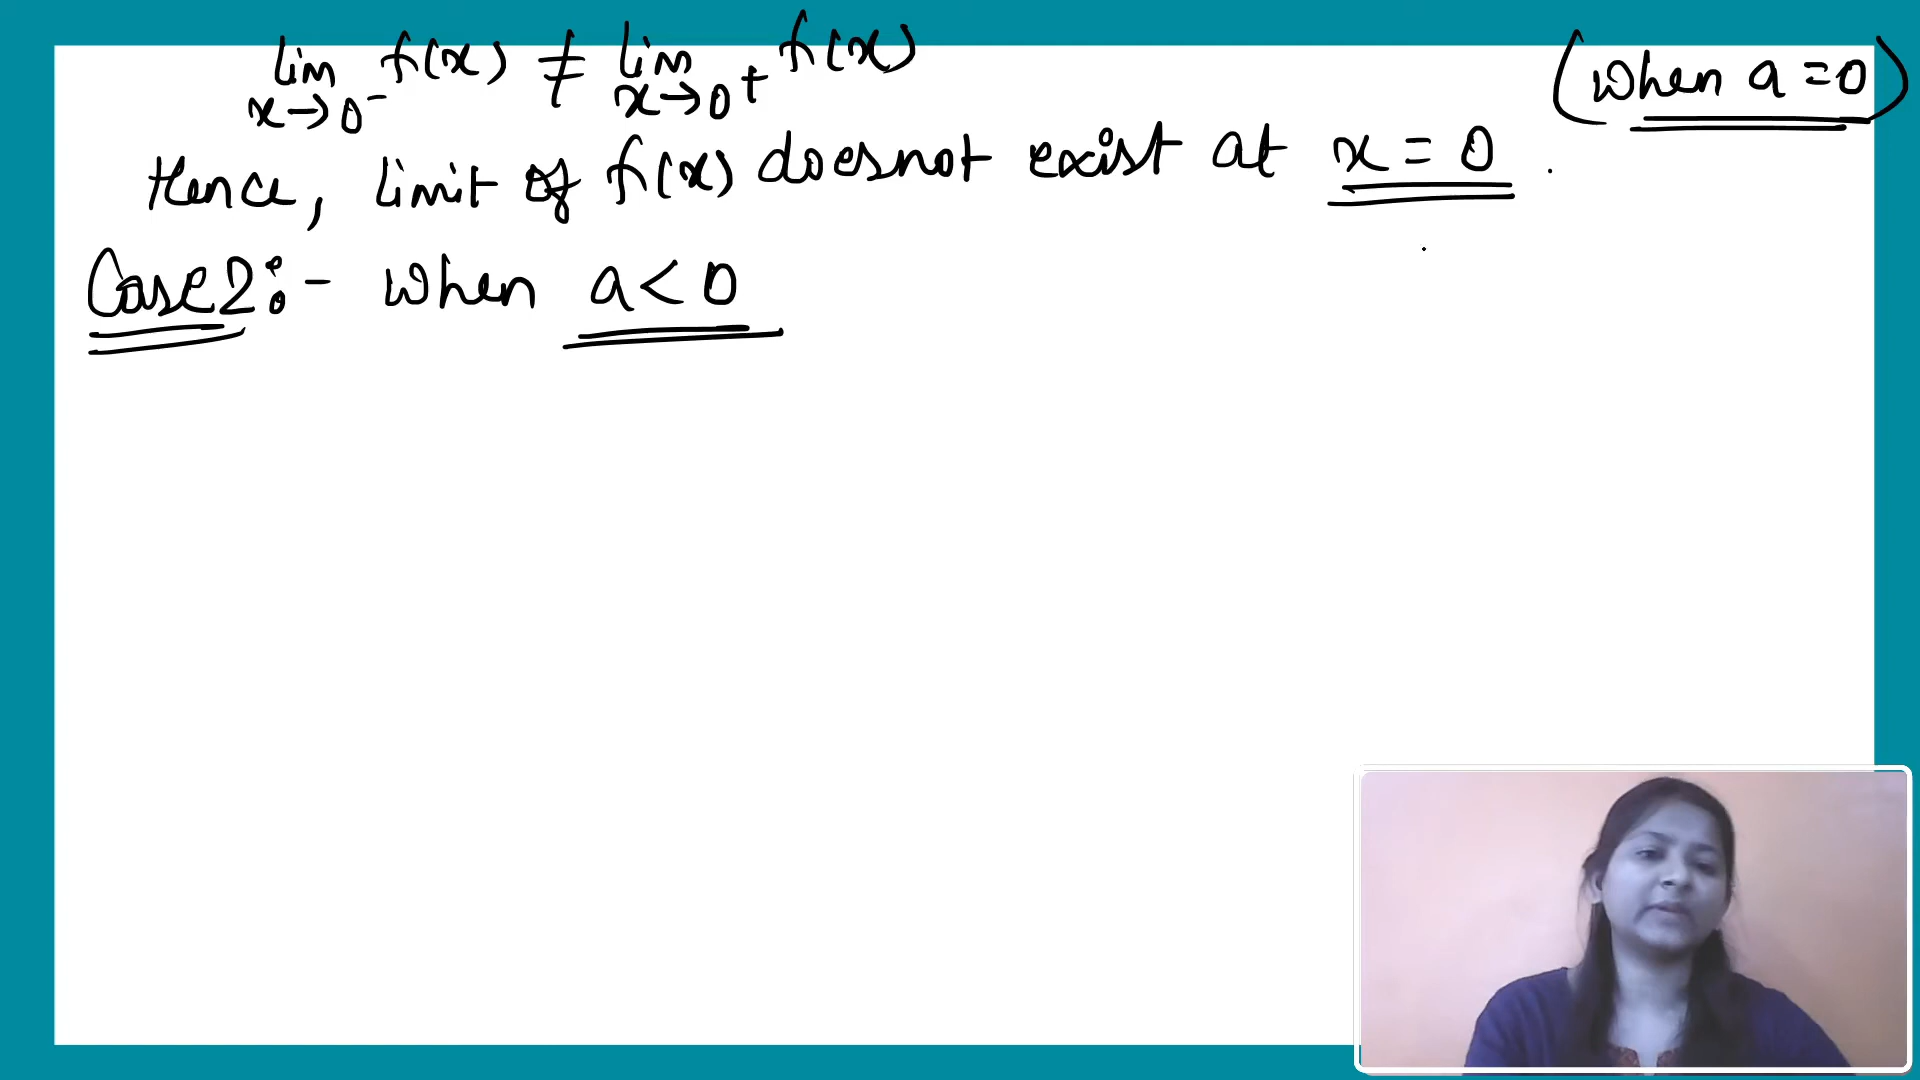 lim f(x) ≠ lim f(x)
x→0⁻ x→0⁺
(when a = 0)
Hence, limit of f(x) doesnot exist at x = 0 .
Case 2:- when a < 0